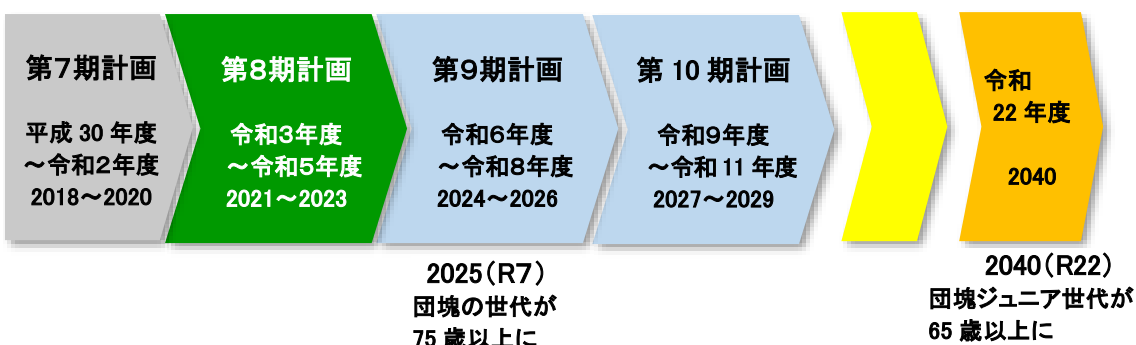 第７期計画
平成 30 年度
～令和２年度
2018～2020
第８期計画
令和３年度
～令和５年度
2021～2023
第９期計画
令和６年度
～令和８年度
2024～2026
第 10 期計画
令和９年度
～令和 11 年度
2027～2029
令和
22 年度
2040
2025（R７）
団塊の世代が
75 歳以上に
2040（R22）
団塊ジュニア世代が
65 歳以上に